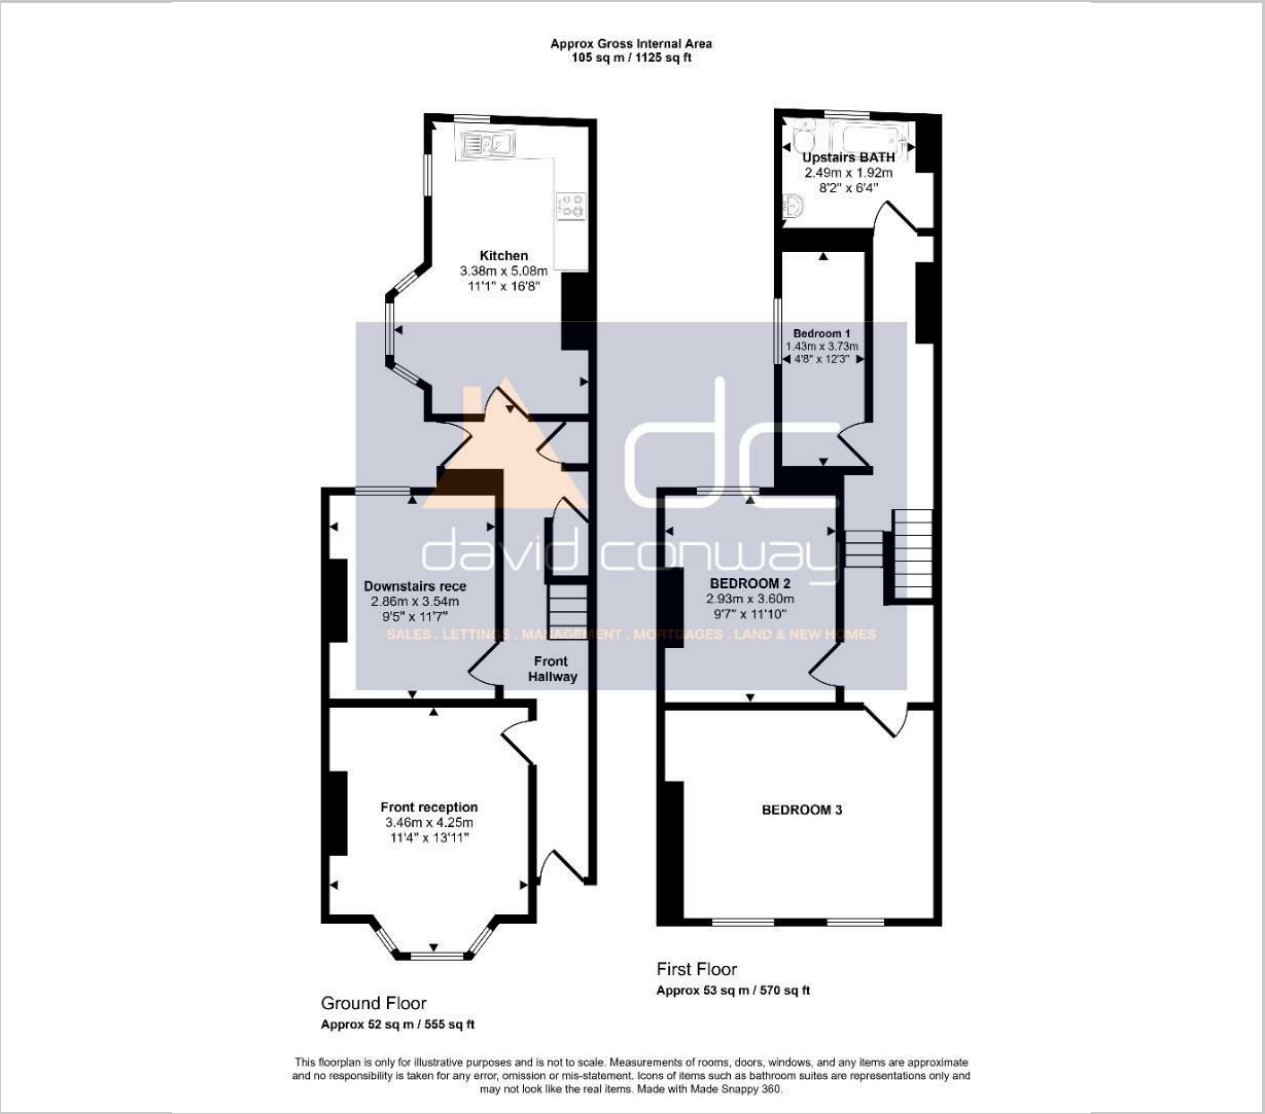 Approx Gross Internal Area
105 sq m / 1125 sq ft
Upstairs BATH
2.49m x 1.92m
8'2" x 6'4"
Kitchen
3.38m x 5.08m
11'1" x 16'8"
Bedroom 1
1.43m x 3.73m
4'8" x 12'3"
dc
david conway
SALES . LETTINGS . MANAGEMENT . MORTGAGES . LAND & NEW HOMES
Downstairs rece
2.86m x 3.54m
9'5" x 11'7"
BEDROOM 2
2.93m x 3.60m
9'7" x 11'10"
Front
Hallway
Front reception
3.46m x 4.25m
11'4" x 13'11"
BEDROOM 3
First Floor
Approx 53 sq m / 570 sq ft
Ground Floor
Approx 52 sq m / 555 sq ft
This floorplan is only for illustrative purposes and is not to scale. Measurements of rooms, doors, windows, and any items are approximate
and no responsibility is taken for any error, omission or mis-statement. Icons of items such as bathroom suites are representations only and
may not look like the real items. Made with Made Snappy 360.